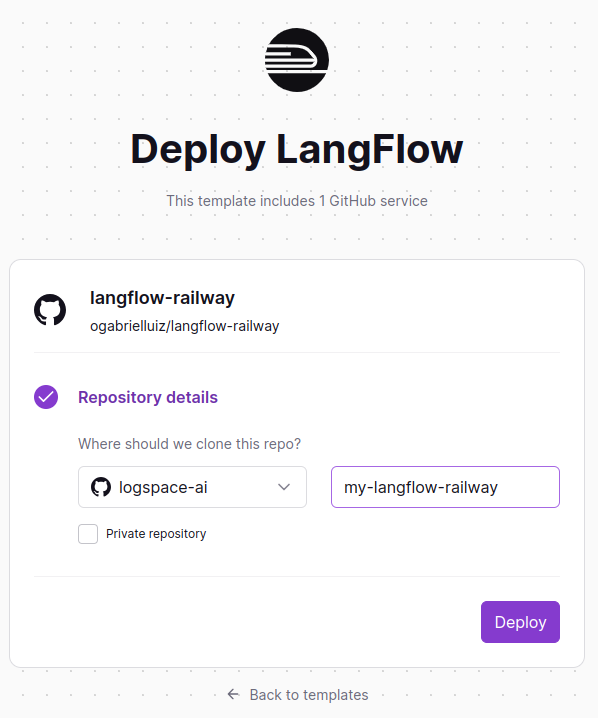 Deploy LangFlow
This template includes 1 GitHub service
langflow-railway
ogabrielluiz/langflow-railway
Repository details
Where should we clone this repo?
logspace-ai
my-langflow-railway
Private repository
Deploy
Back to templates